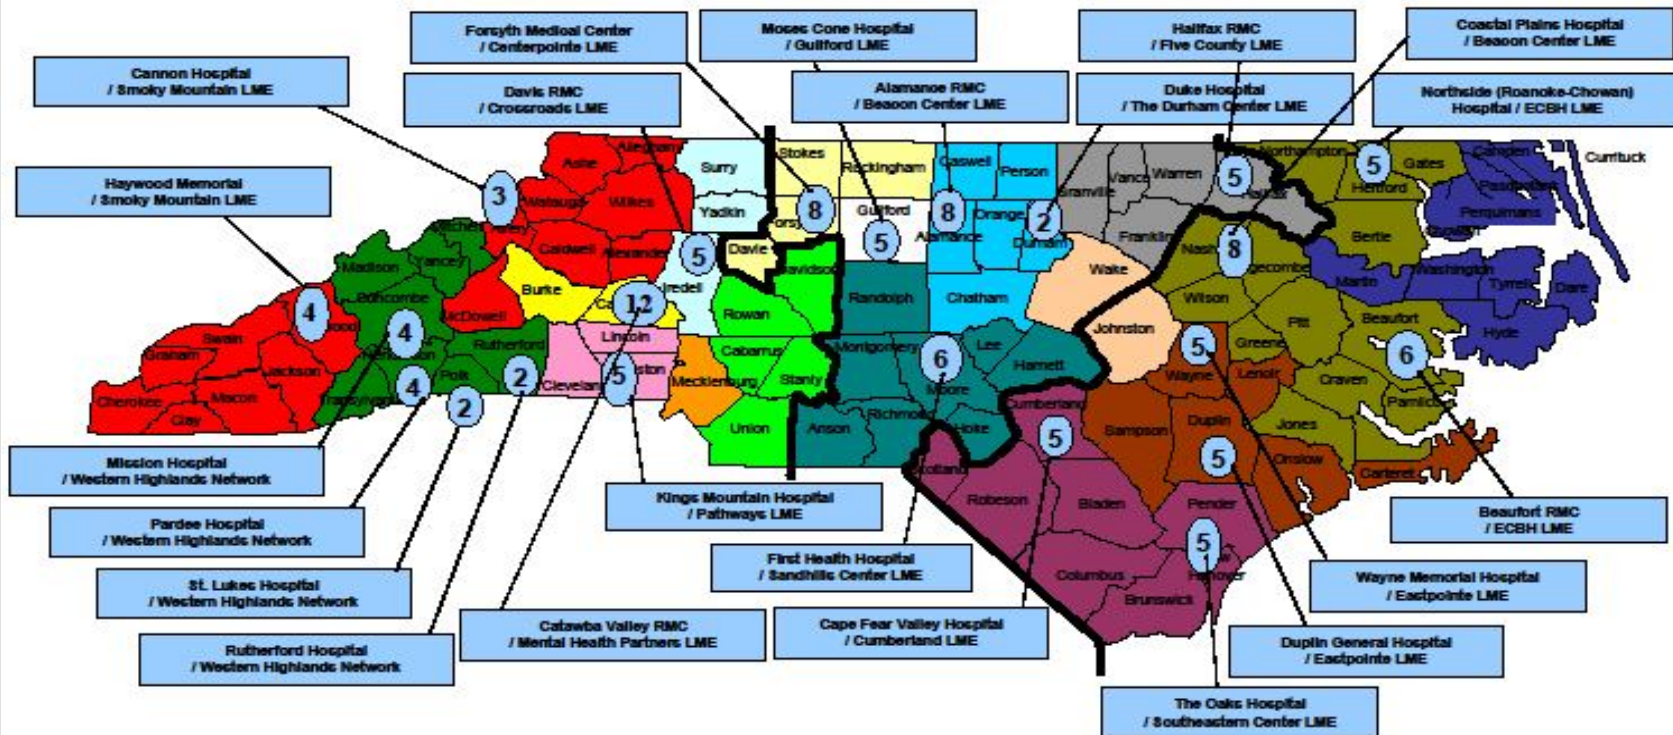 Forsyth Medical Center
/ Centerpointe LME
Moses Cone Hospital
/ Guilford LME
Halifax RMC
/ Five County LME
Coastal Plains Hospital
/ Beacon Center LME
Cannon Hospital
/ Smoky Mountain LME
Davis RMC
/ Crossroads LME
Alamance RMC
/ Beacon Center LME
Duke Hospital
/ The Durham Center LME
Northside (Roanoke-Chowan)
Hospital / ECBH LME
Haywood Memorial
/ Smoky Mountain LME
Ashe
Surry
Stokes
Rockingham
Caswell
Person
Granville
Vance
Warren
Northampton
Gates
Camden
Currituck
Pasquotank
Perquimans
Hertford
Halifax
3
5
5
Watauga
Wilkes
Yadkin
8
Guilford
8
Orange
2
Durham
Alamance
Franklin
Nash
8
Bertie
Caldwell
Alexander
5
Davie
5
Mitchell
Madison
Yancey
Burke
Iredell
Davidson
Wake
Martin
Washington
Tyrrell
Dare
Buncombe
12
Rowan
Randolph
Chatham
Wilson
Pitt
Beaufort
Hyde
McDowell
4
4
Swain
Rutherford
Lincoln
Cabarrus
Montgomery
Lee
Johnston
Greene
Graham
Jackson
Polk
2
Cleveland
5
Mecklenburg
Stanly
6
Moore
Harnett
5
Wayne
Lenoir
Craven
6
Pamlico
Cherokee
Macon
Clay
4
2
Union
Anson
Richmond
Hoke
Cumberland
5
Sampson
Duplin
5
Jones
Onslow
Carteret
Scotland
Robeson
Bladen
Pender
5
Columbus
Brunswick
Mission Hospital
/ Western Highlands Network
Kings Mountain Hospital
/ Pathways LME
Beaufort RMC
/ ECBH LME
Pardee Hospital
/ Western Highlands Network
First Health Hospital
/ Sandhills Center LME
Wayne Memorial Hospital
/ Eastpointe LME
St. Lukes Hospital
/ Western Highlands Network
Catawba Valley RMC
/ Mental Health Partners LME
Cape Fear Valley Hospital
/ Cumberland LME
Duplin General Hospital
/ Eastpointe LME
Rutherford Hospital
/ Western Highlands Network
The Oaks Hospital
/ Southeastern Center LME